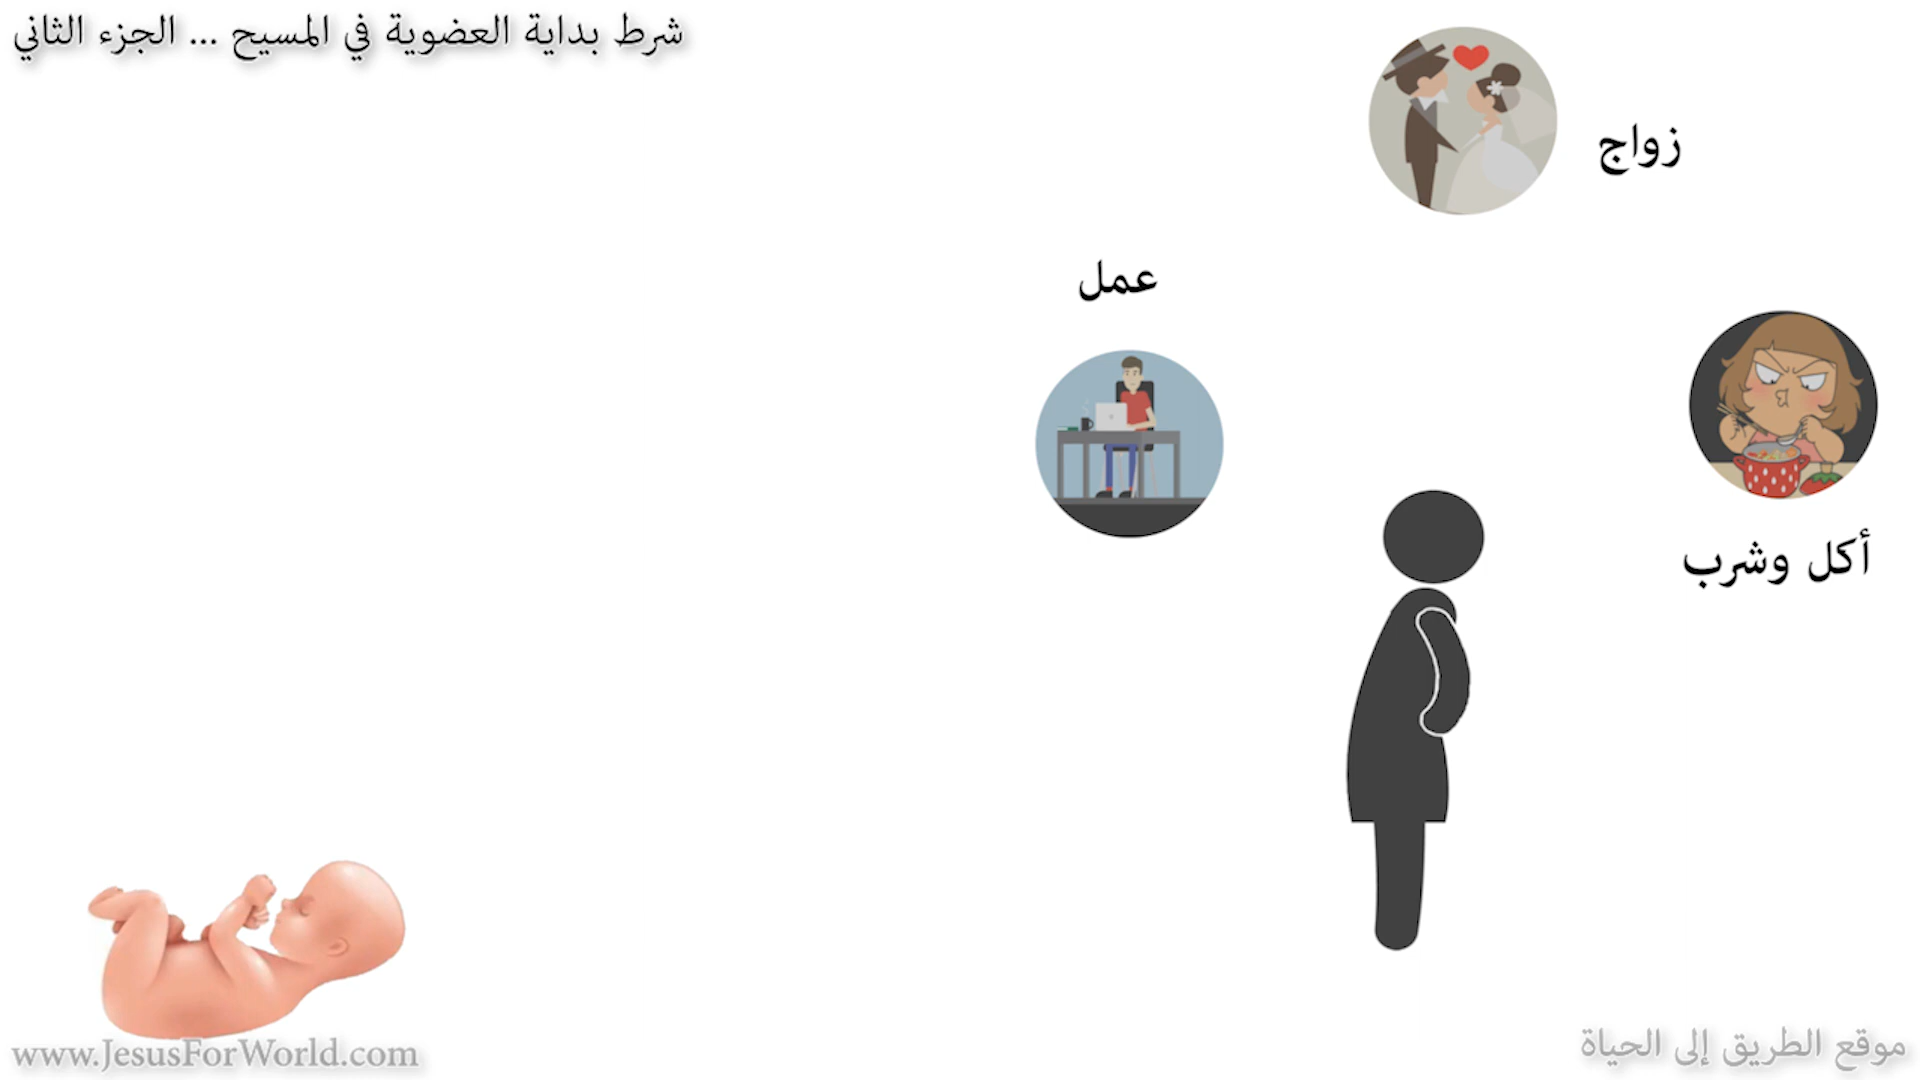 شرط بداية العضوية في المسيح ... الجزء الثاني
زواج
عمل
أكل وشرب
www.JesusForWorld.com
موقع الطريق إلى الحياة